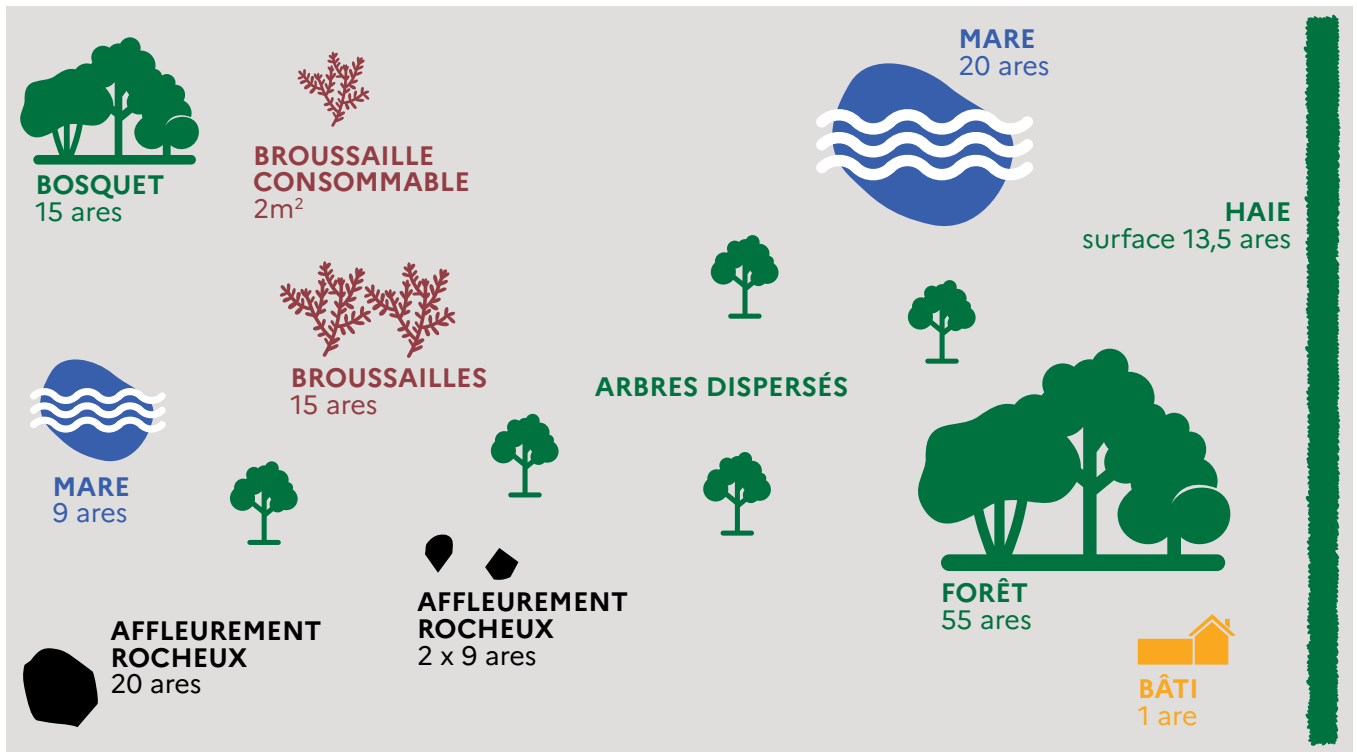 BOSQUET
15 ares
BROUSSAILLE
CONSOMMABLE
2m²
MARE
20 ares
HAIE
surface 13,5 ares
BROUSSAILLES
15 ares
ARBRES DISPERSÉS
MARE
9 ares
AFFLEUREMENT
ROCHEUX
20 ares
AFFLEUREMENT
ROCHEUX
2 x 9 ares
FORÊT
55 ares
BÂTI
1 are